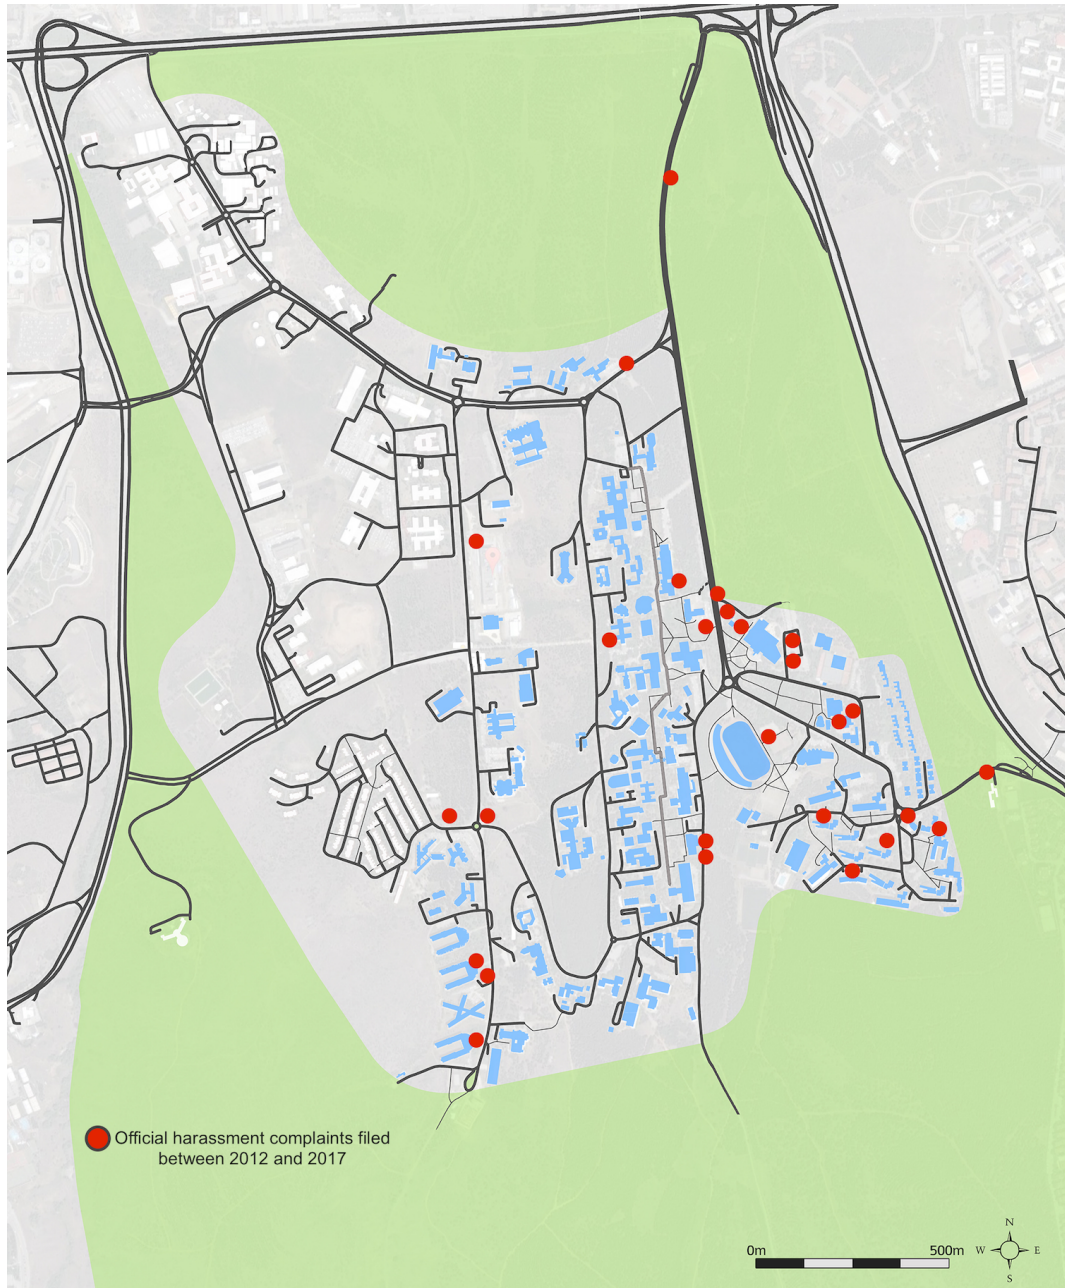 Official harassment complaints filed
between 2012 and 2017
0m
500m
N
W
E
S